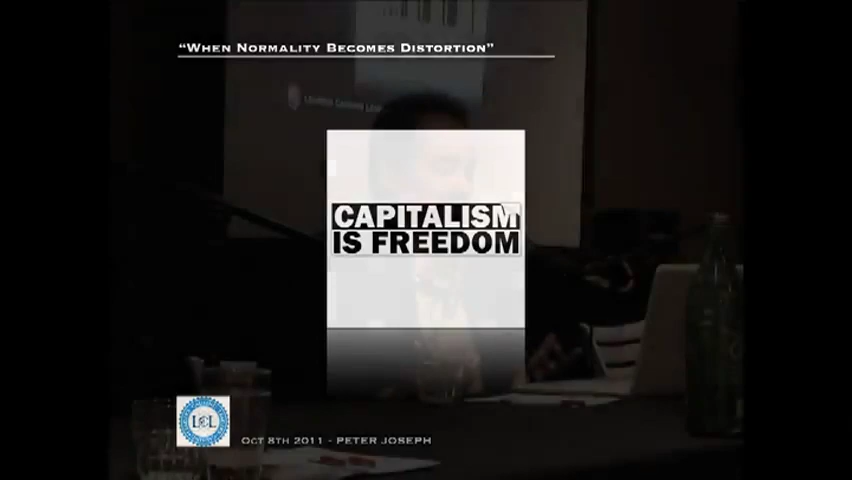 “When Normality Becomes Distortion”
CAPITALISM
IS FREEDOM
L&L
Oct 8th 2011 - Peter Joseph